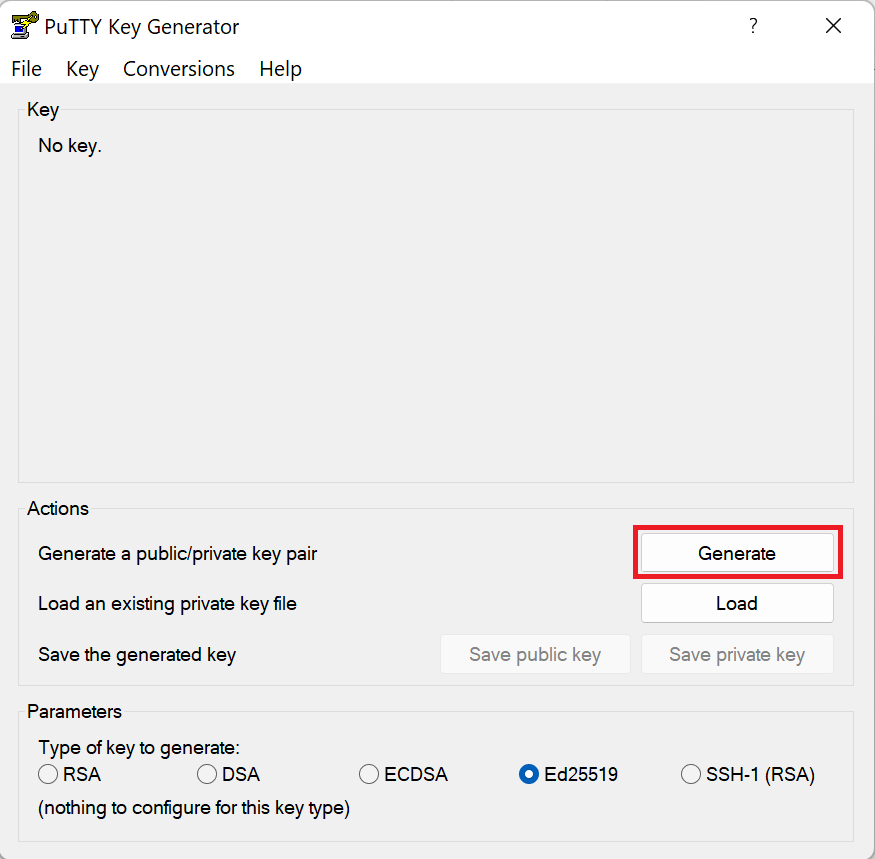 PuTTY Key Generator ?
File Key Conversions Help
Key
No key.
Actions
Generate a public/private key pair Generate
Load an existing private key file Load
Save the generated key Save public key Save private key
Parameters
Type of key to generate:
RSA DSA ECDSA Ed25519 SSH-1 (RSA)
(nothing to configure for this key type)